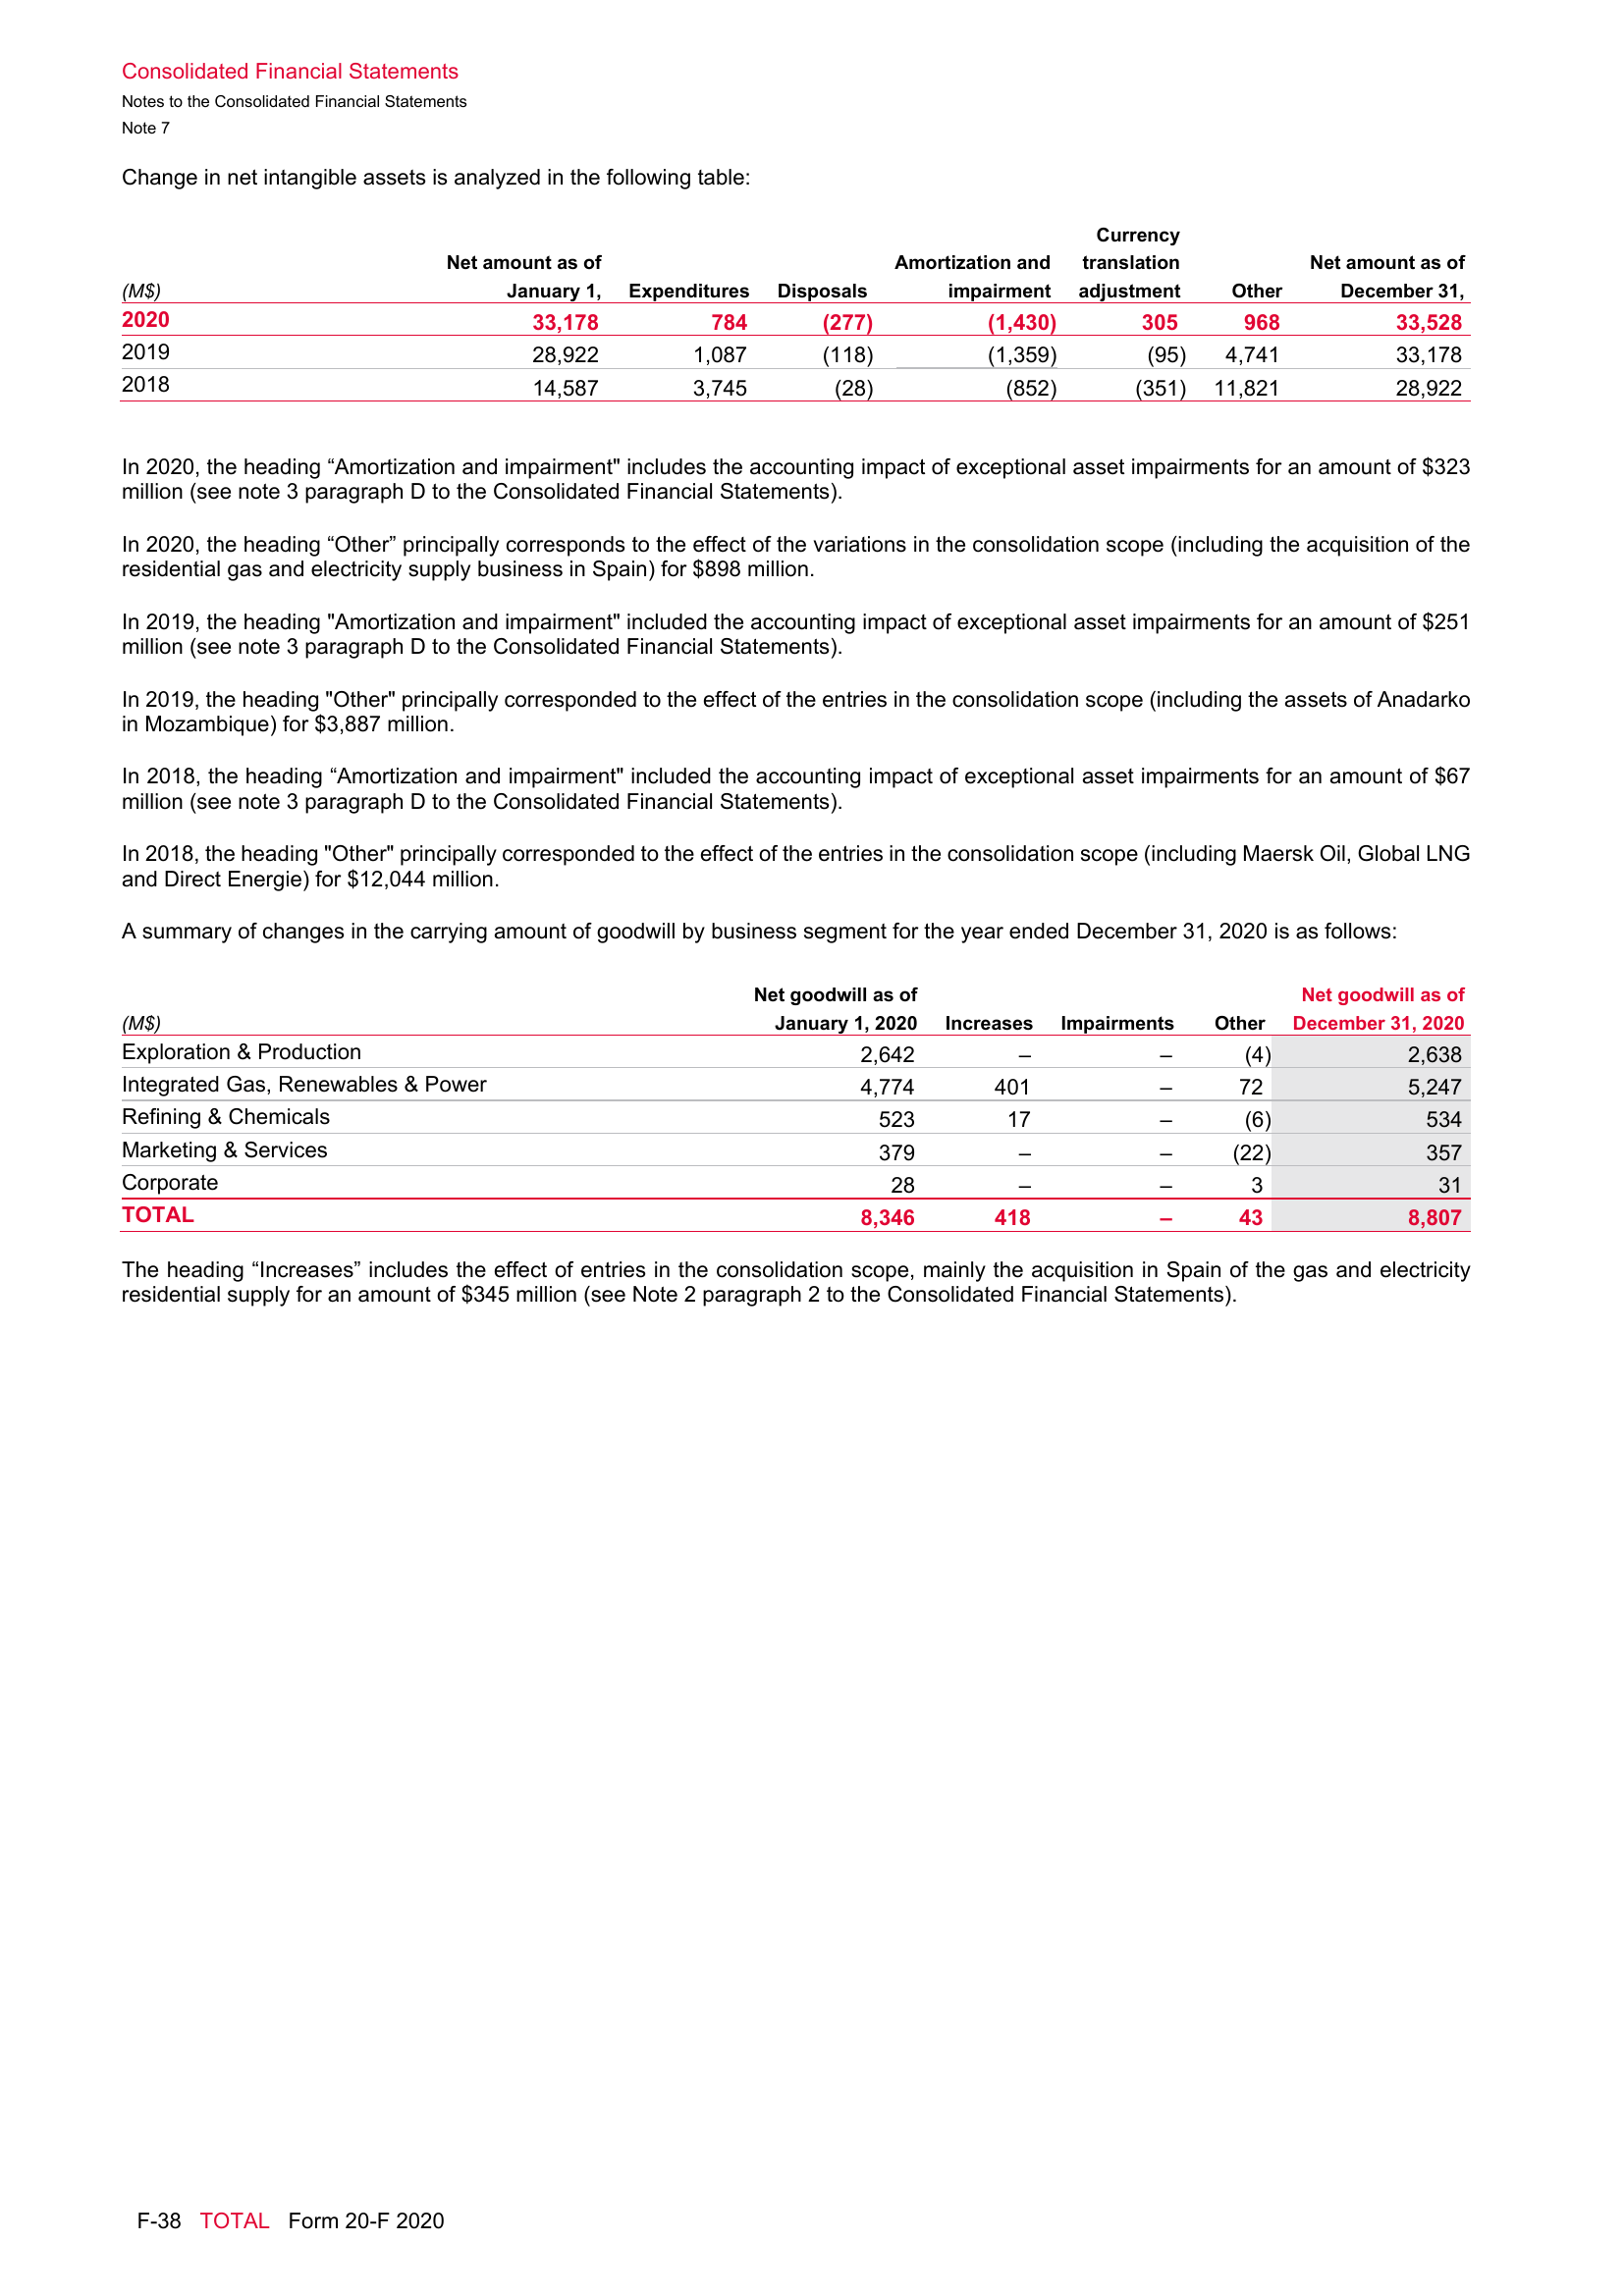 Consolidated Financial Statements
Notes to the Consolidated Financial Statements
Note 7
Change in net intangible assets is analyzed in the following table:
(M$) Net amount as of January 1, Expenditures Disposals Amortization and impairment Currency translation adjustment Other Net amount as of December 31,
2020 33,178 784 (277) (1,430) 305 968 33,528
2019 28,922 1,087 (118) (1,359) (95) 4,741 33,178
2018 14,587 3,745 (28) (852) (351) 11,821 28,922
In 2020, the heading “Amortization and impairment" includes the accounting impact of exceptional asset impairments for an amount of $323
million (see note 3 paragraph D to the Consolidated Financial Statements).
In 2020, the heading “Other” principally corresponds to the effect of the variations in the consolidation scope (including the acquisition of the
residential gas and electricity supply business in Spain) for $898 million.
In 2019, the heading "Amortization and impairment" included the accounting impact of exceptional asset impairments for an amount of $251
million (see note 3 paragraph D to the Consolidated Financial Statements).
In 2019, the heading "Other" principally corresponded to the effect of the entries in the consolidation scope (including the assets of Anadarko
in Mozambique) for $3,887 million.
In 2018, the heading “Amortization and impairment" included the accounting impact of exceptional asset impairments for an amount of $67
million (see note 3 paragraph D to the Consolidated Financial Statements).
In 2018, the heading "Other" principally corresponded to the effect of the entries in the consolidation scope (including Maersk Oil, Global LNG
and Direct Energie) for $12,044 million.
A summary of changes in the carrying amount of goodwill by business segment for the year ended December 31, 2020 is as follows:
(M$) Net goodwill as of January 1, 2020 Increases Impairments Other Net goodwill as of December 31, 2020
Exploration & Production 2,642 – – (4) 2,638
Integrated Gas, Renewables & Power 4,774 401 – 72 5,247
Refining & Chemicals 523 17 – (6) 534
Marketing & Services 379 – – (22) 357
Corporate 28 – – 3 31
TOTAL 8,346 418 – 43 8,807
The heading “Increases” includes the effect of entries in the consolidation scope, mainly the acquisition in Spain of the gas and electricity
residential supply for an amount of $345 million (see Note 2 paragraph 2 to the Consolidated Financial Statements).
F-38 TOTAL Form 20-F 2020